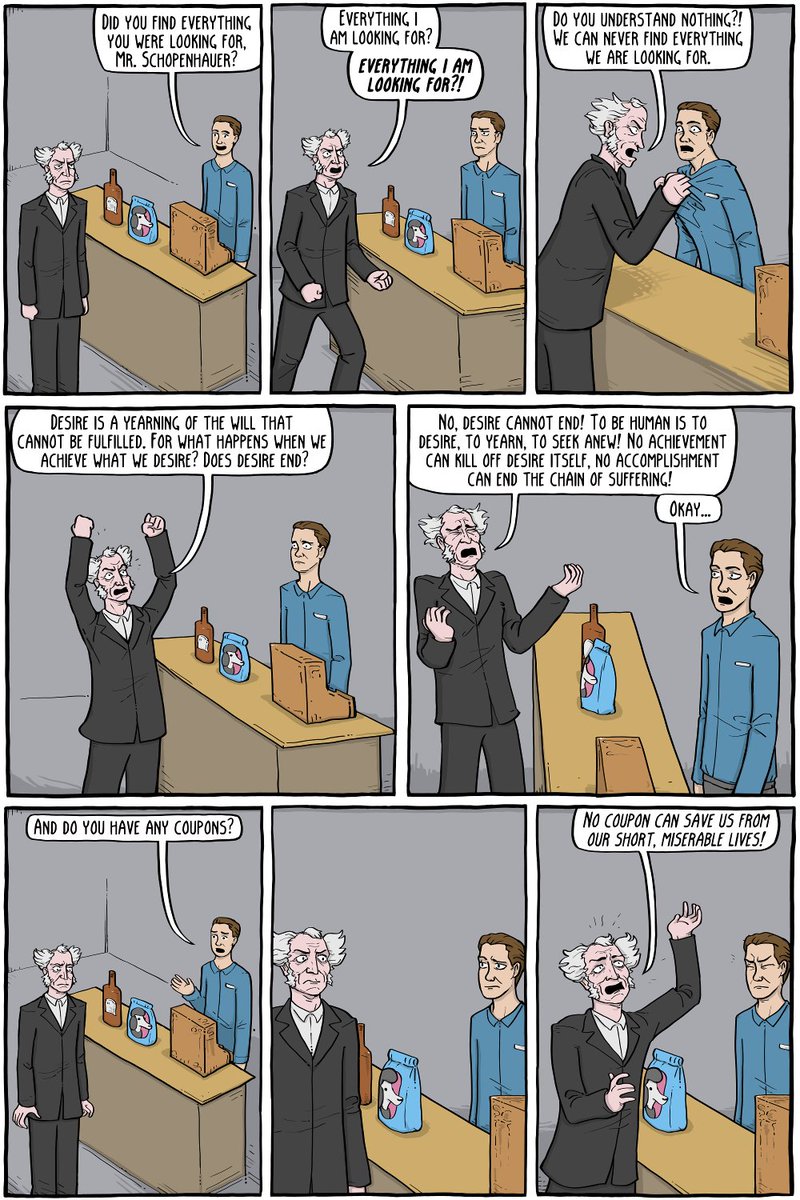 Did you find everything
you were looking for,
Mr. Schopenhauer?
Everything I
am looking for?
Everything I am
looking for?!
Do you understand nothing?!
We can never find everything
we are looking for.
Desire is a yearning of the will that
cannot be fulfilled. For what happens when we
achieve what we desire? Does desire end?
No, desire cannot end! To be human is to
desire, to yearn, to seek anew! No achievement
can kill off desire itself, no accomplishment
can end the chain of suffering!
Okay...
And do you have any coupons?
No coupon can save us from
our short, miserable lives!